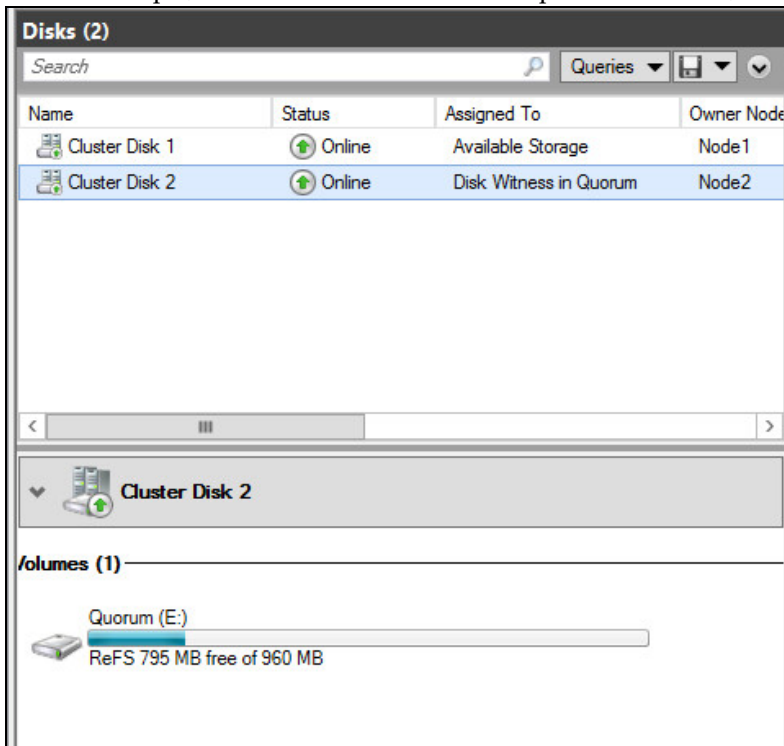 Disks (2)
Search Queries
Name Status Assigned To Owner Node
Cluster Disk 1 Online Available Storage Node1
Cluster Disk 2 Online Disk Witness in Quorum Node2
Cluster Disk 2
olumes (1)
Quorum (E:)
ReFS 795 MB free of 960 MB